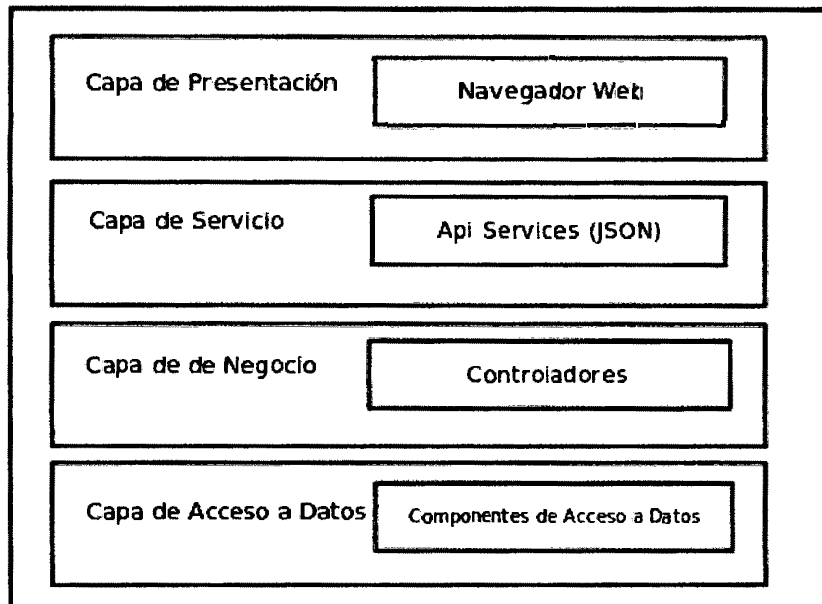 Capa de Presentación
Navegador Web
Capa de Servicio
Api Services (JSON)
Capa de de Negocio
Controladores
Capa de Acceso a Datos
Componentes de Acceso a Datos